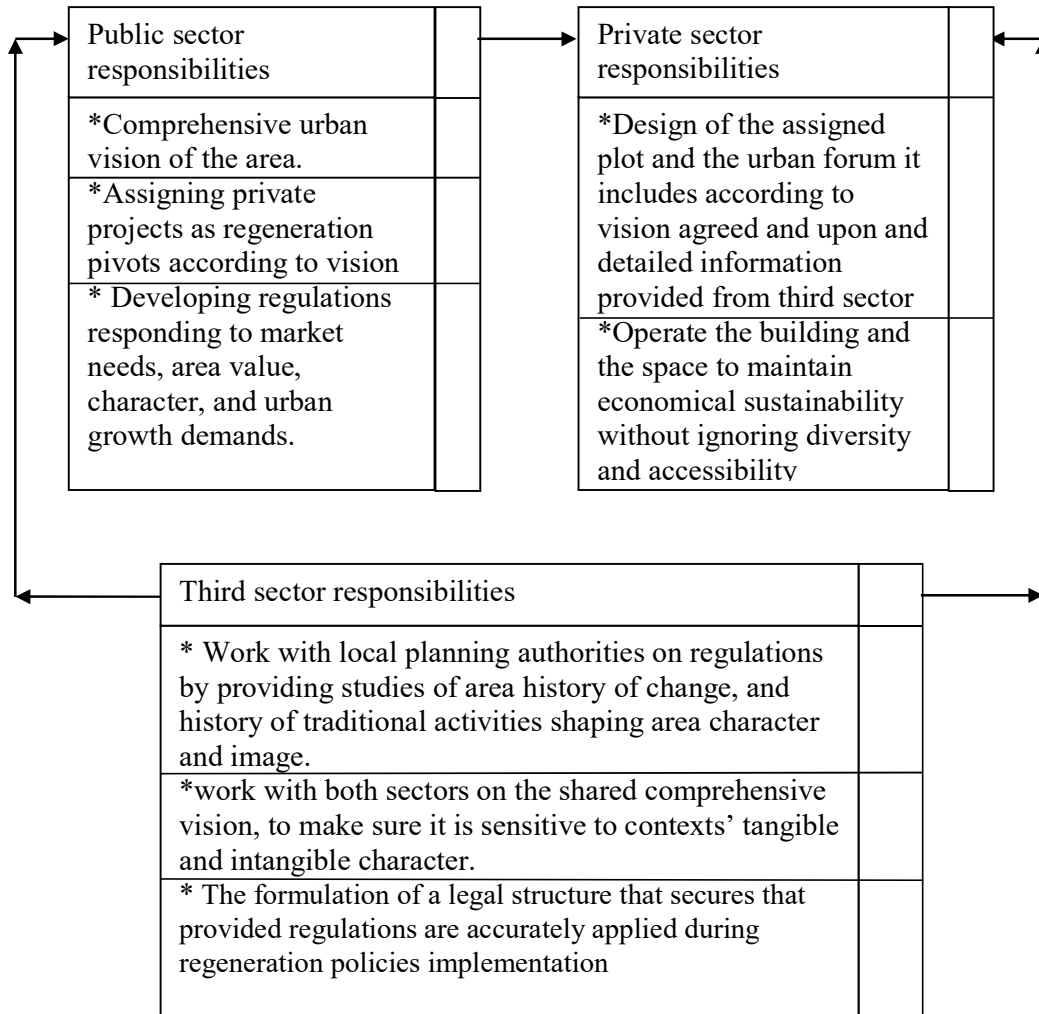 Public sector
responsibilities
*Comprehensive urban
vision of the area.
*Assigning private
projects as regeneration
pivots according to vision
* Developing regulations
responding to market
needs, area value,
character, and urban
growth demands.
Private sector
responsibilities
*Design of the assigned
plot and the urban forum it
includes according to
vision agreed and upon and
detailed information
provided from third sector
*Operate the building and
the space to maintain
economical sustainability
without ignoring diversity
and accessibility
Third sector responsibilities
* Work with local planning authorities on regulations
by providing studies of area history of change, and
history of traditional activities shaping area character
and image.
*work with both sectors on the shared comprehensive
vision, to make sure it is sensitive to contexts’ tangible
and intangible character.
* The formulation of a legal structure that secures that
provided regulations are accurately applied during
regeneration policies implementation